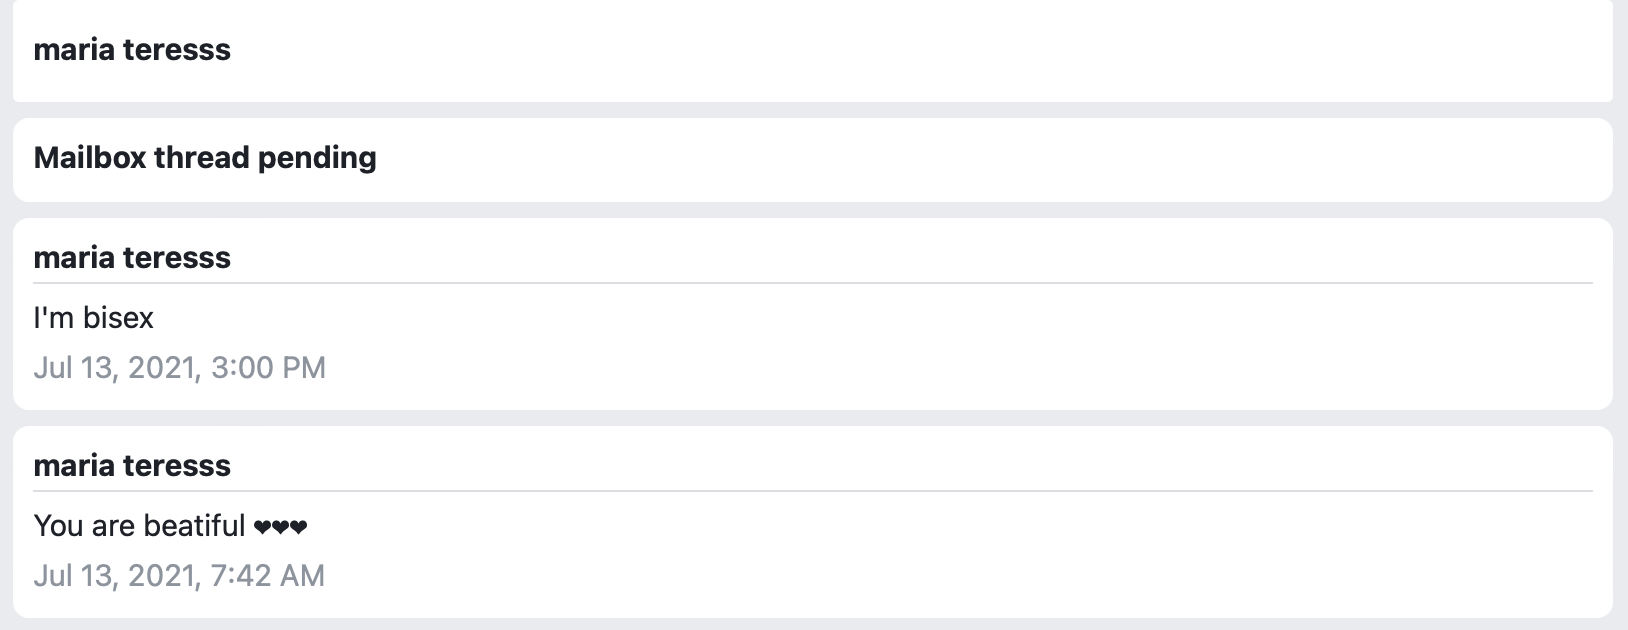 maria teresss
Mailbox thread pending
maria teresss
I'm bisex
Jul 13, 2021, 3:00 PM
maria teresss
You are beatiful ❤❤❤
Jul 13, 2021, 7:42 AM